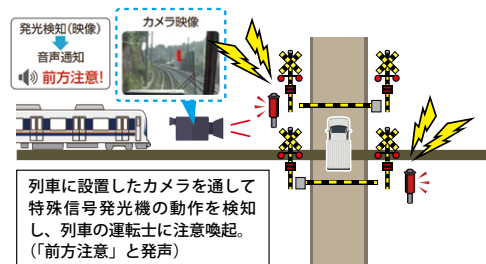 発光検知(映像)
音声通知
前方注意!
カメラ映像
列車に設置したカメラを通して
特殊信号発光機の動作を検知
し、列車の運転士に注意喚起。
(「前方注意」と発声)